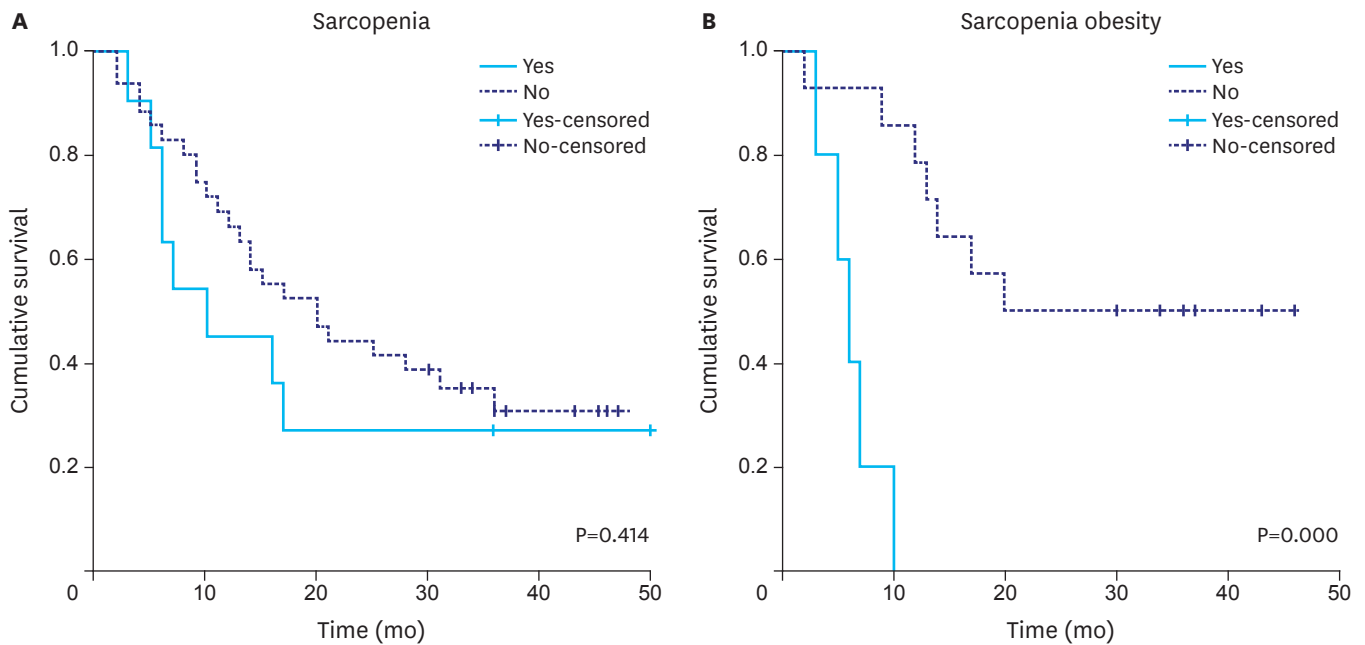 A
Sarcopenia
Cumulative survival
1.0
0.8
0.6
0.4
0.2
0
10
20
30
40
50
Time (mo)
Yes
No
Yes-censored
No-censored
P=0.414
B
Sarcopenia obesity
Cumulative survival
1.0
0.8
0.6
0.4
0.2
0
10
20
30
40
50
Time (mo)
Yes
No
Yes-censored
No-censored
P=0.000